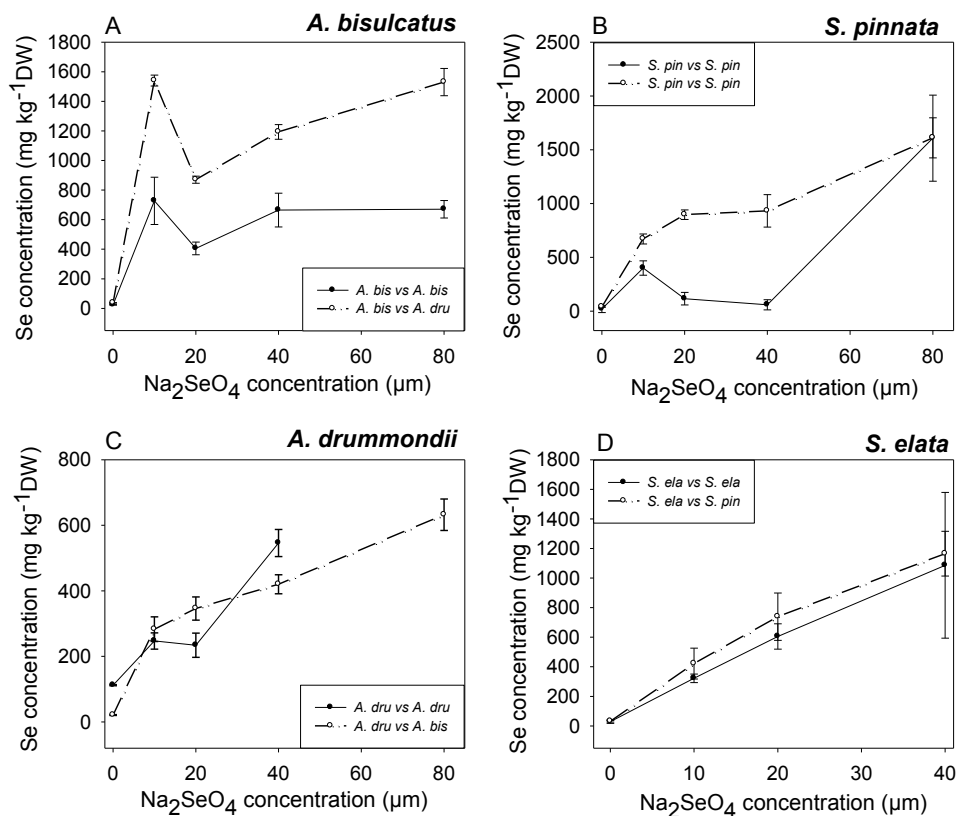 A
A. bisulcatus
Se concentration (mg kg⁻¹DW)
1800
1600
1400
1200
1000
800
600
400
200
0
A. bis vs A. bis
A. bis vs A. dru
0 20 40 60 80
Na₂SeO₄ concentration (µm)
B
S. pinnata
Se concentration (mg kg⁻¹DW)
2500
2000
1500
1000
500
0
S. pin vs S. pin
S. pin vs S. pin
0 20 40 60 80
Na₂SeO₄ concentration (µm)
C
A. drummondii
Se concentration (mg kg⁻¹DW)
800
600
400
200
0
A. dru vs A. dru
A. dru vs A. bis
0 20 40 60 80
Na₂SeO₄ concentration (µm)
D
S. elata
Se concentration (mg kg⁻¹DW)
1800
1600
1400
1200
1000
800
600
400
200
0
S. ela vs S. ela
S. ela vs S. pin
0 10 20 30 40
Na₂SeO₄ concentration (µm)